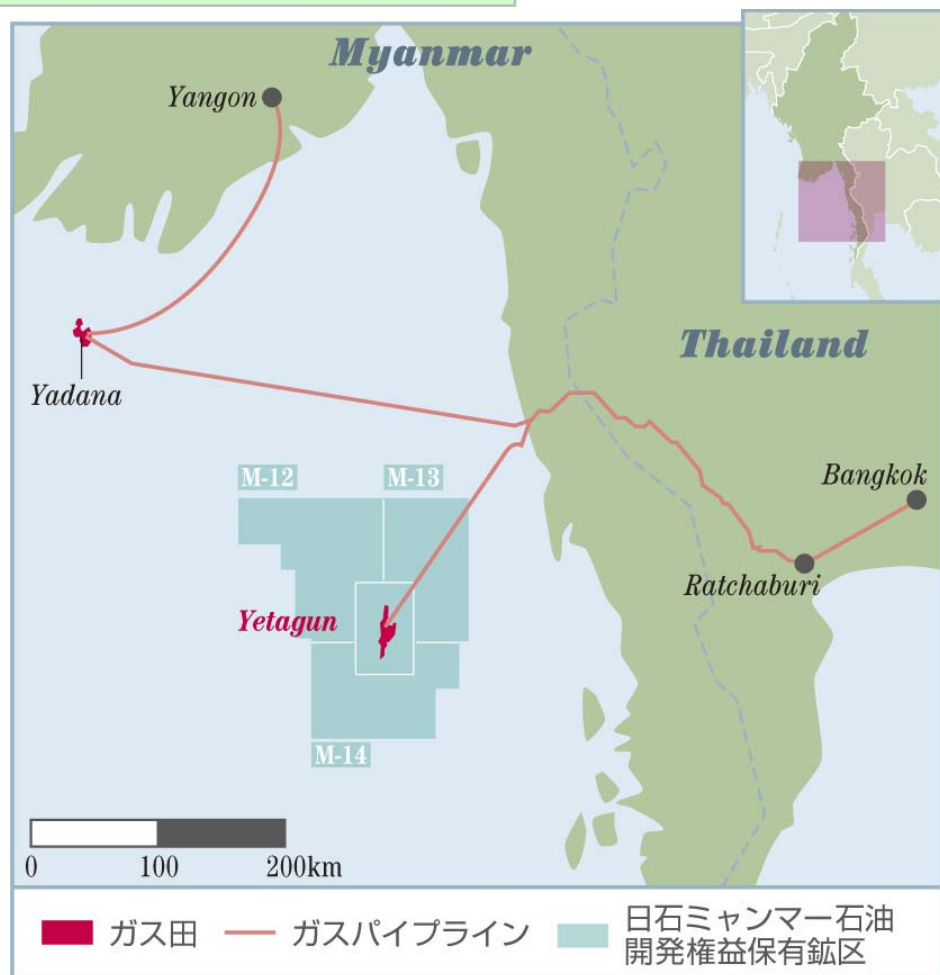 Myanmar
Yangon
Thailand
Yadana
M-12
M-13
Bangkok
Ratchaburi
Yetagun
M-14
0 100 200km
ガス田
ガスパイプライン
日石ミャンマー石油
開発権益保有鉱区